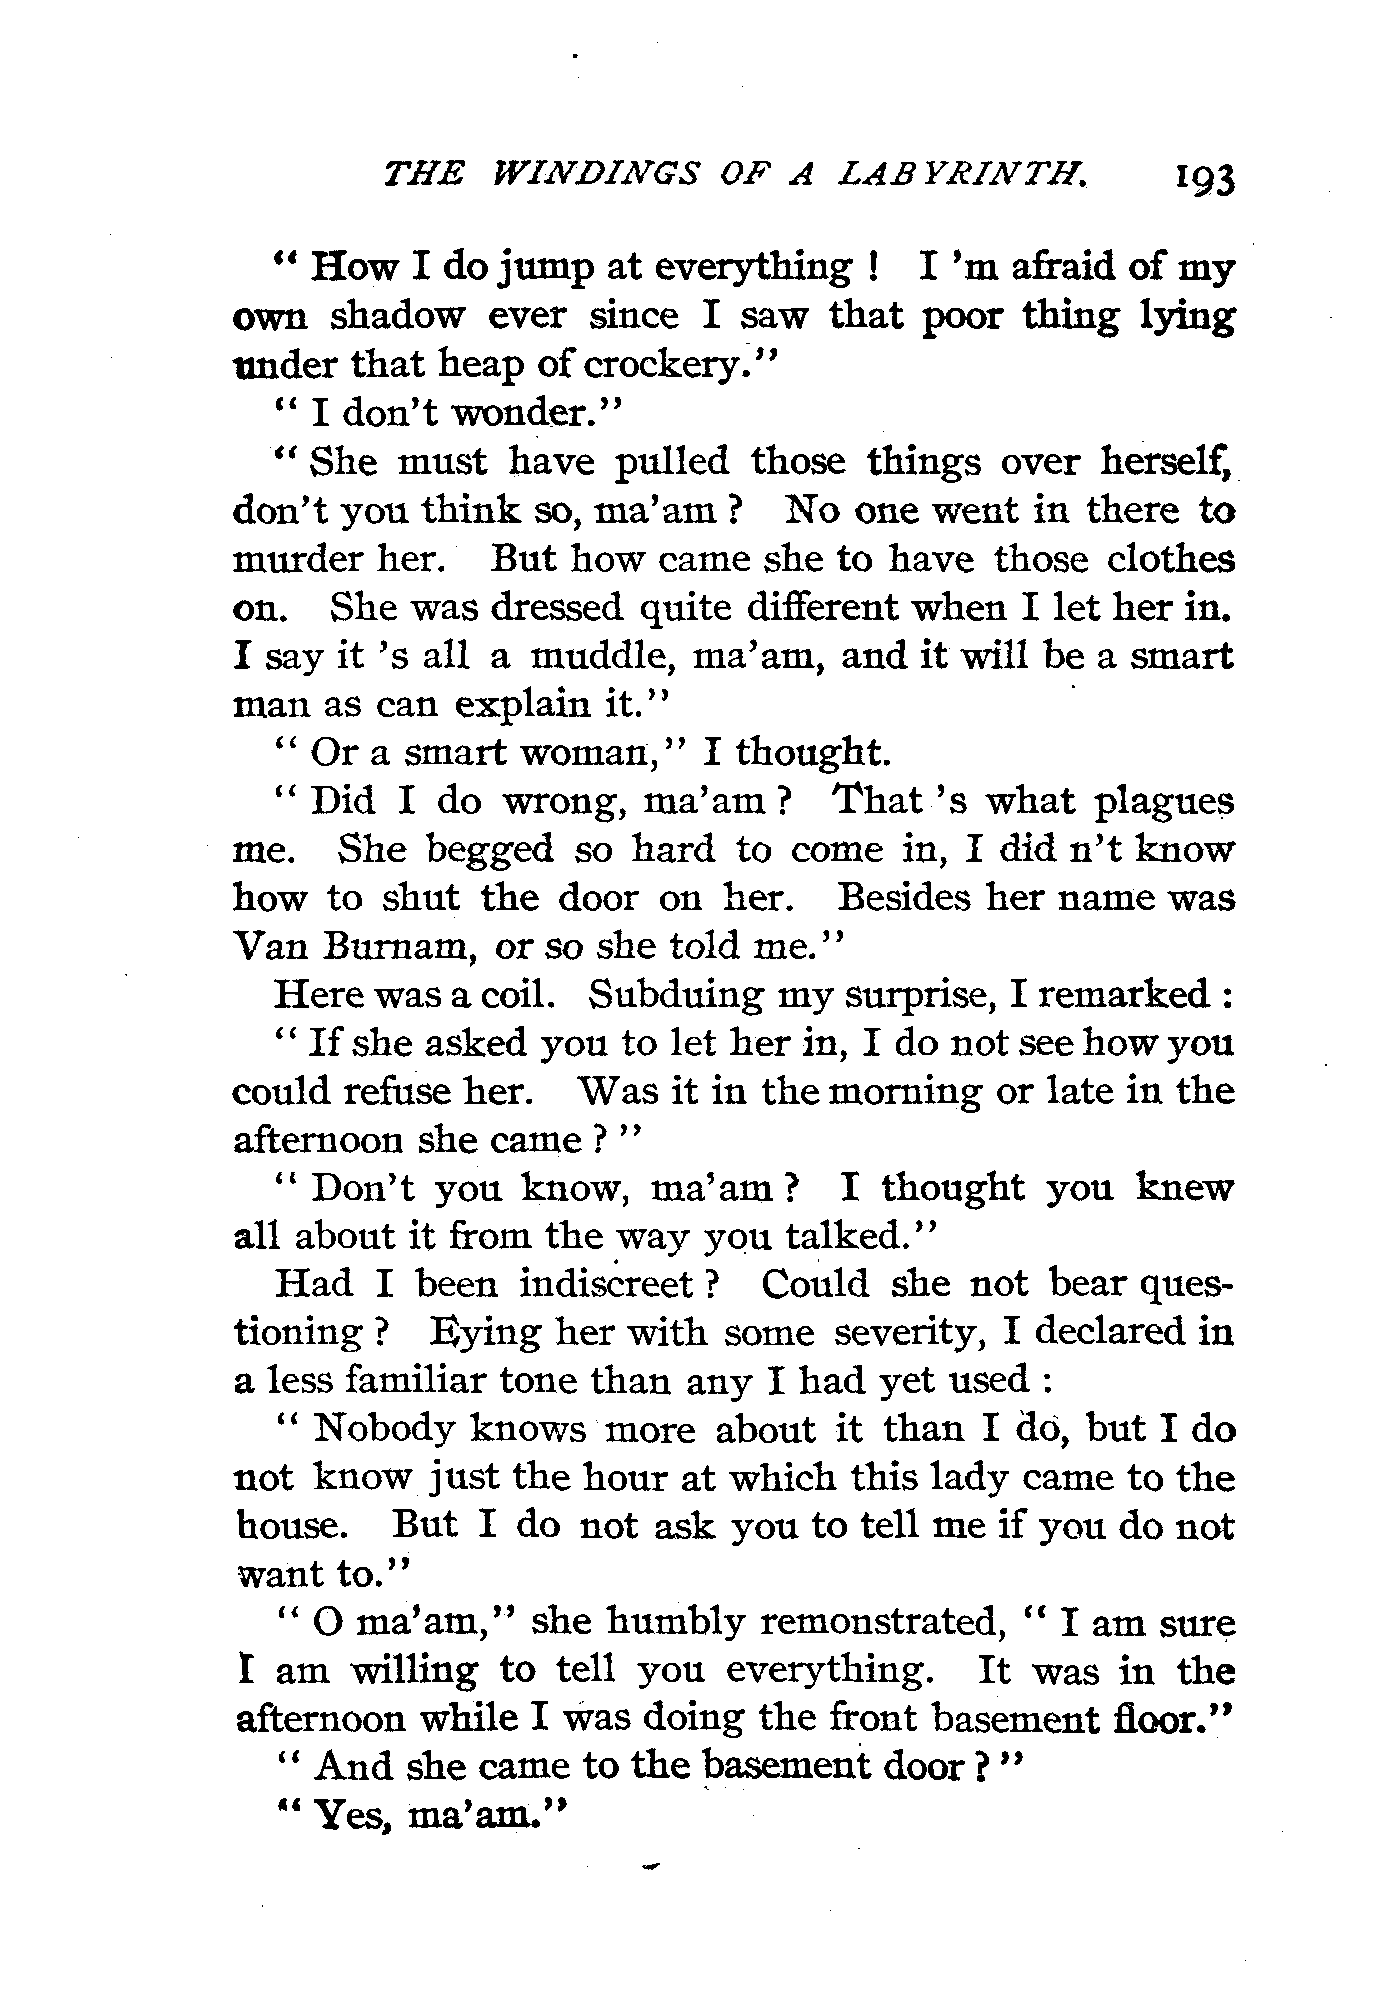 THE WINDINGS OF A LABYRINTH. 193
“ How I do jump at everything ! I 'm afraid of my
own shadow ever since I saw that poor thing lying
under that heap of crockery.”
“ I don't wonder.”
“ She must have pulled those things over herself,
don't you think so, ma'am ? No one went in there to
murder her. But how came she to have those clothes
on. She was dressed quite different when I let her in.
I say it 's all a muddle, ma'am, and it will be a smart
man as can explain it.”
“ Or a smart woman,” I thought.
“ Did I do wrong, ma'am ? That 's what plagues
me. She begged so hard to come in, I did n't know
how to shut the door on her. Besides her name was
Van Burnam, or so she told me.”
Here was a coil. Subduing my surprise, I remarked :
“ If she asked you to let her in, I do not see how you
could refuse her. Was it in the morning or late in the
afternoon she came ? ”
“ Don't you know, ma'am ? I thought you knew
all about it from the way you talked.”
Had I been indiscreet ? Could she not bear ques-
tioning ? Eying her with some severity, I declared in
a less familiar tone than any I had yet used :
“ Nobody knows more about it than I do, but I do
not know just the hour at which this lady came to the
house. But I do not ask you to tell me if you do not
want to.”
“ O ma'am,” she humbly remonstrated, “ I am sure
I am willing to tell you everything. It was in the
afternoon while I was doing the front basement floor.”
“ And she came to the basement door ? ”
“ Yes, ma'am.”